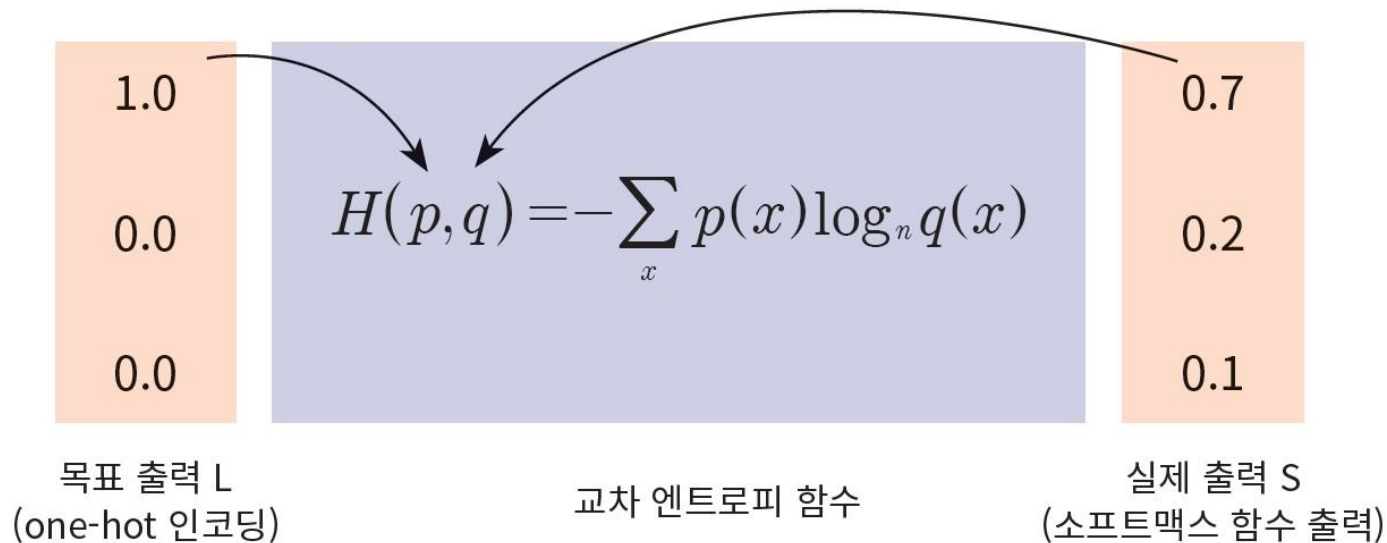 1.0
0.0
0.0
H(p,q)=-∑ₓ p(x)logₙq(x)
0.7
0.2
0.1
목표 출력 L
(one-hot 인코딩)
교차 엔트로피 함수
실제 출력 S
(소프트맥스 함수 출력)